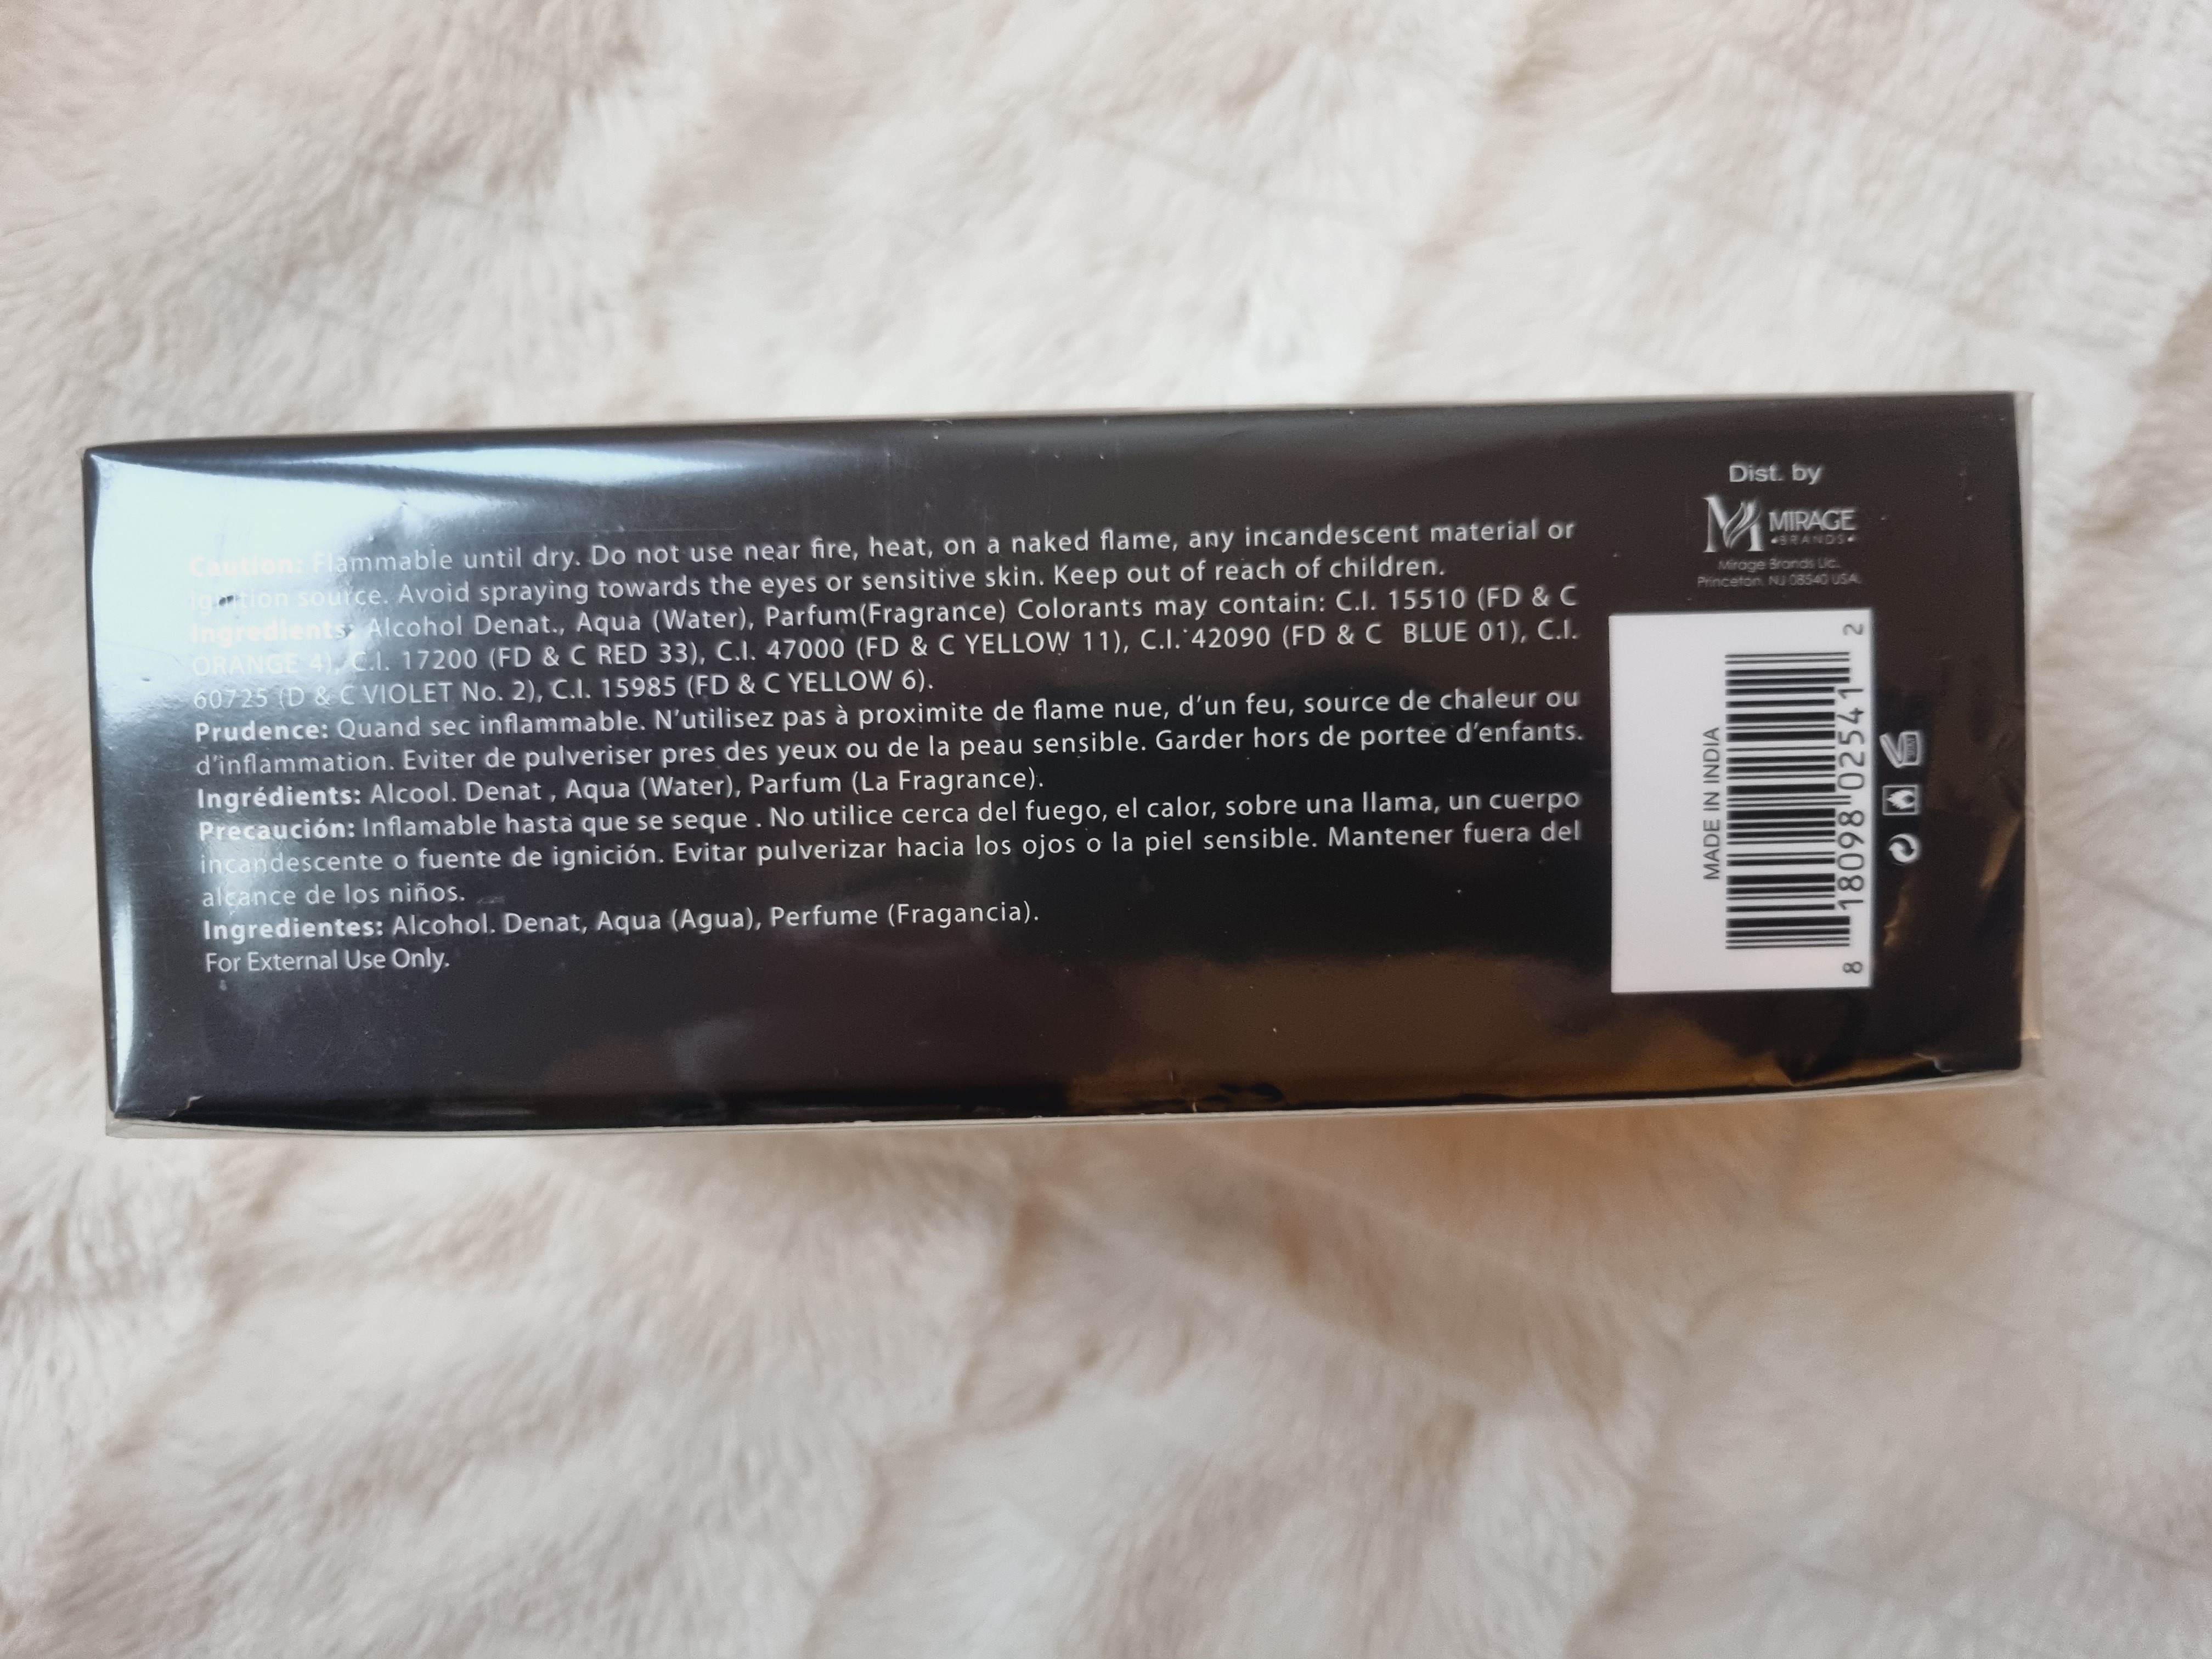 Caution: Flammable until dry. Do not use near fire, heat, on a naked flame, any incandescent material or
ignition source. Avoid spraying towards the eyes or sensitive skin. Keep out of reach of children.
Ingredients: Alcohol Denat., Aqua (Water), Parfum(Fragrance) Colorants may contain: C.I. 15510 (FD & C
ORANGE 4), C.I. 17200 (FD & C RED 33), C.I. 47000 (FD & C YELLOW 11), C.I. 42090 (FD & C BLUE 01), C.I.
60725 (D & C VIOLET No. 2), C.I. 15985 (FD & C YELLOW 6).
Prudence: Quand sec inflammable. N'utilisez pas à proximite de flame nue, d'un feu, source de chaleur ou
d'inflammation. Eviter de pulveriser pres des yeux ou de la peau sensible. Garder hors de portee d'enfants.
Ingrédients: Alcool. Denat , Aqua (Water), Parfum (La Fragrance).
Precaución: Inflamable hasta que se seque . No utilice cerca del fuego, el calor, sobre una llama, un cuerpo
incandescente o fuente de ignición. Evitar pulverizar hacia los ojos o la piel sensible. Mantener fuera del
alcance de los niños.
Ingredientes: Alcohol. Denat, Aqua (Agua), Perfume (Fragancia).
For External Use Only.
Dist. by
M MIRAGE
•BRANDS•
Mirage Brands Llc.
Princeton. NJ 08540 USA.
MADE IN INDIA
8 18098 02541 2